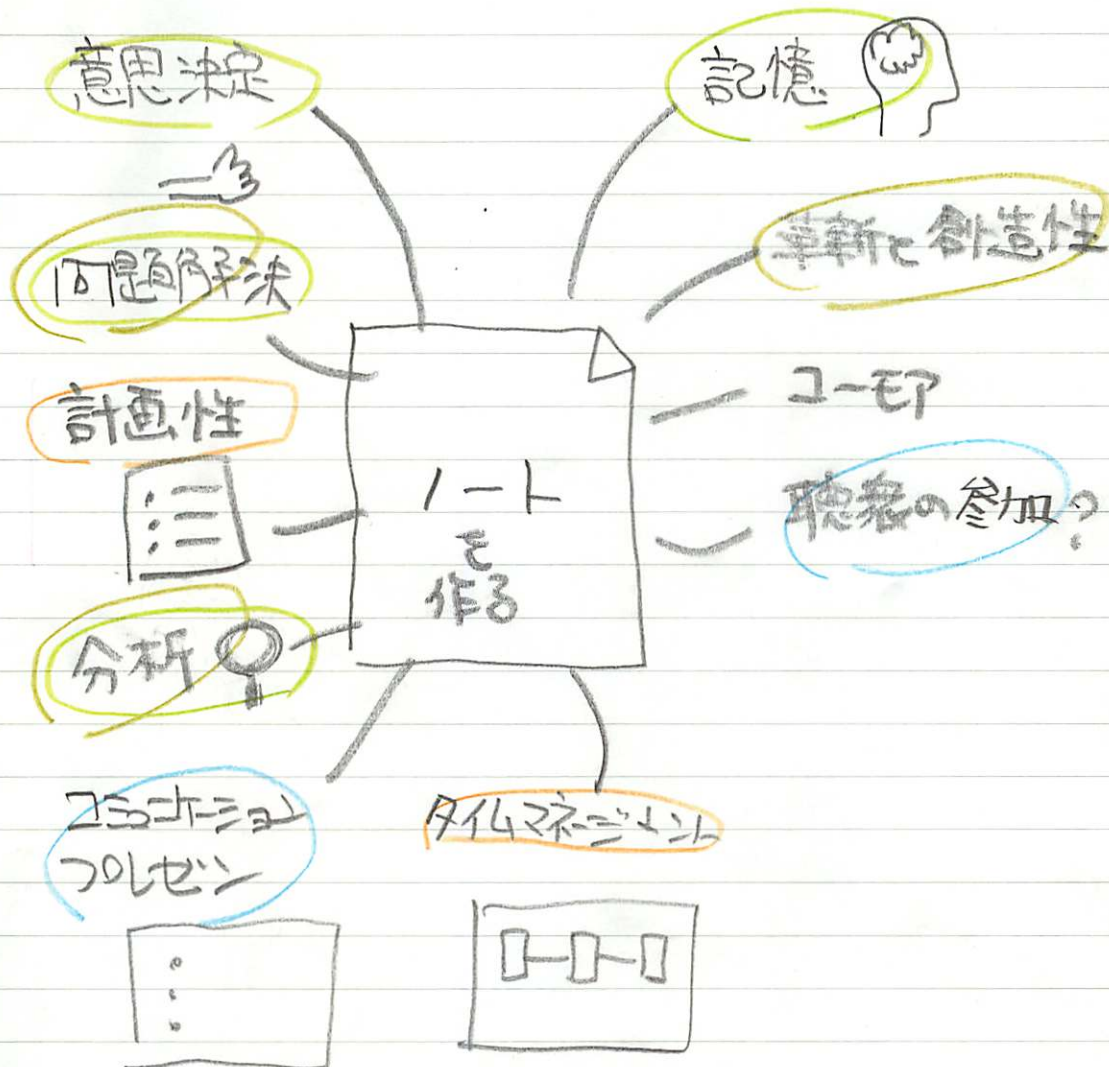 意思決定
記憶
問題解決
革新と創造性
計画性
ユーモア
ノート
を
作る
聴衆の参加?
分析
コミュニケーション
プレゼン
タイムマネージメント